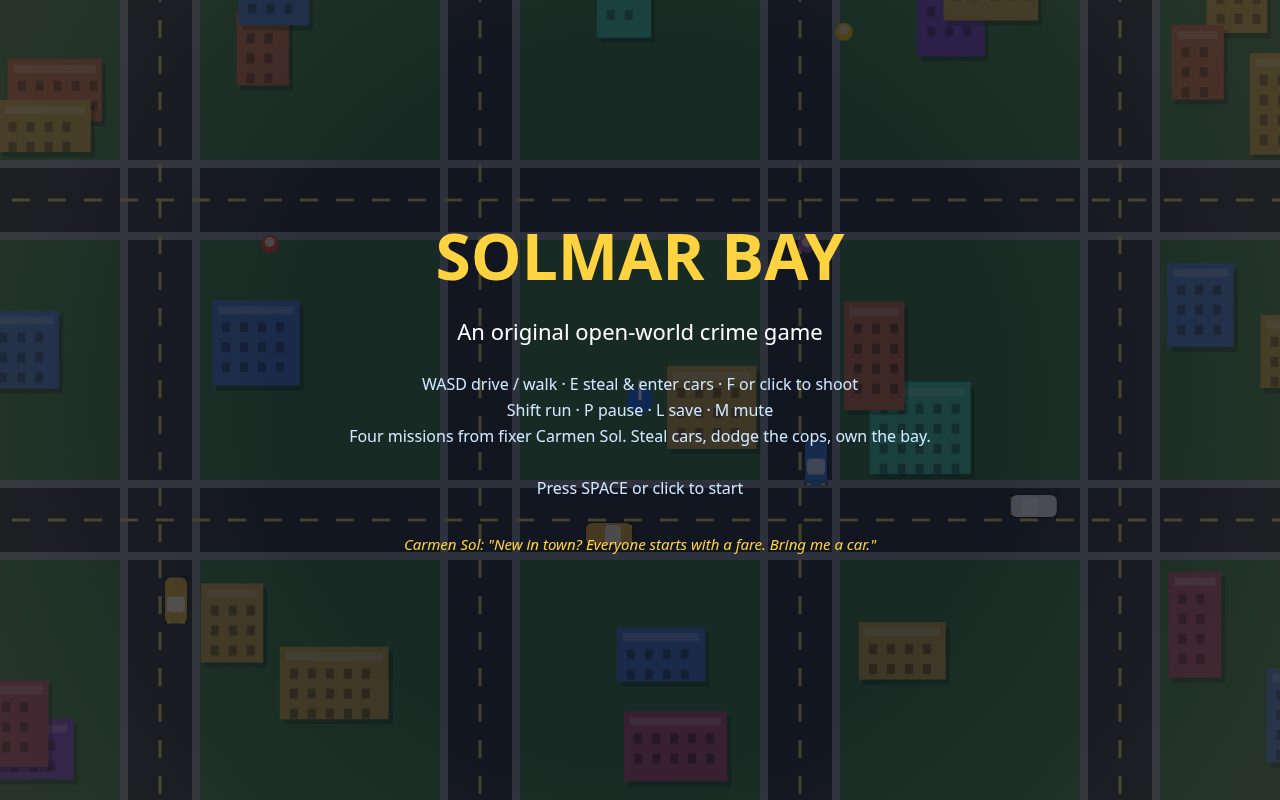 SOLMAR BAY
An original open-world crime game
WASD drive / walk · E steal & enter cars · F or click to shoot
Shift run · P pause · L save · M mute
Four missions from fixer Carmen Sol. Steal cars, dodge the cops, own the bay.
Press SPACE or click to start
Carmen Sol: "New in town? Everyone starts with a fare. Bring me a car."